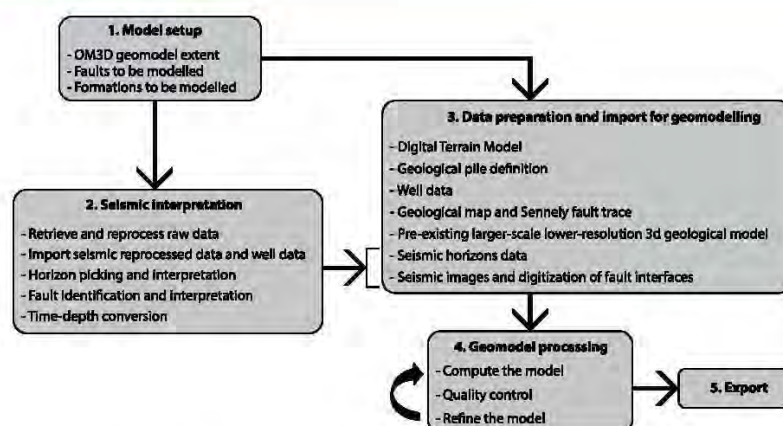 1. Model setup
- OM3D geomodel extent
- Faults to be modelled
- Formations to be modelled
2. Seismic interpretation
- Retrieve and reprocess raw data
- Import seismic reprocessed data and well data
- Horizon picking and interpretation
- Fault identification and interpretation
- Time-depth conversion
3. Data preparation and import for geomodelling
- Digital Terrain Model
- Geological pile definition
- Well data
- Geological map and Sennely fault trace
- Pre-existing larger-scale lower-resolution 3d geological model
- Seismic horizons data
- Seismic images and digitization of fault interfaces
4. Geomodel processing
- Compute the model
- Quality control
- Refine the model
5. Export